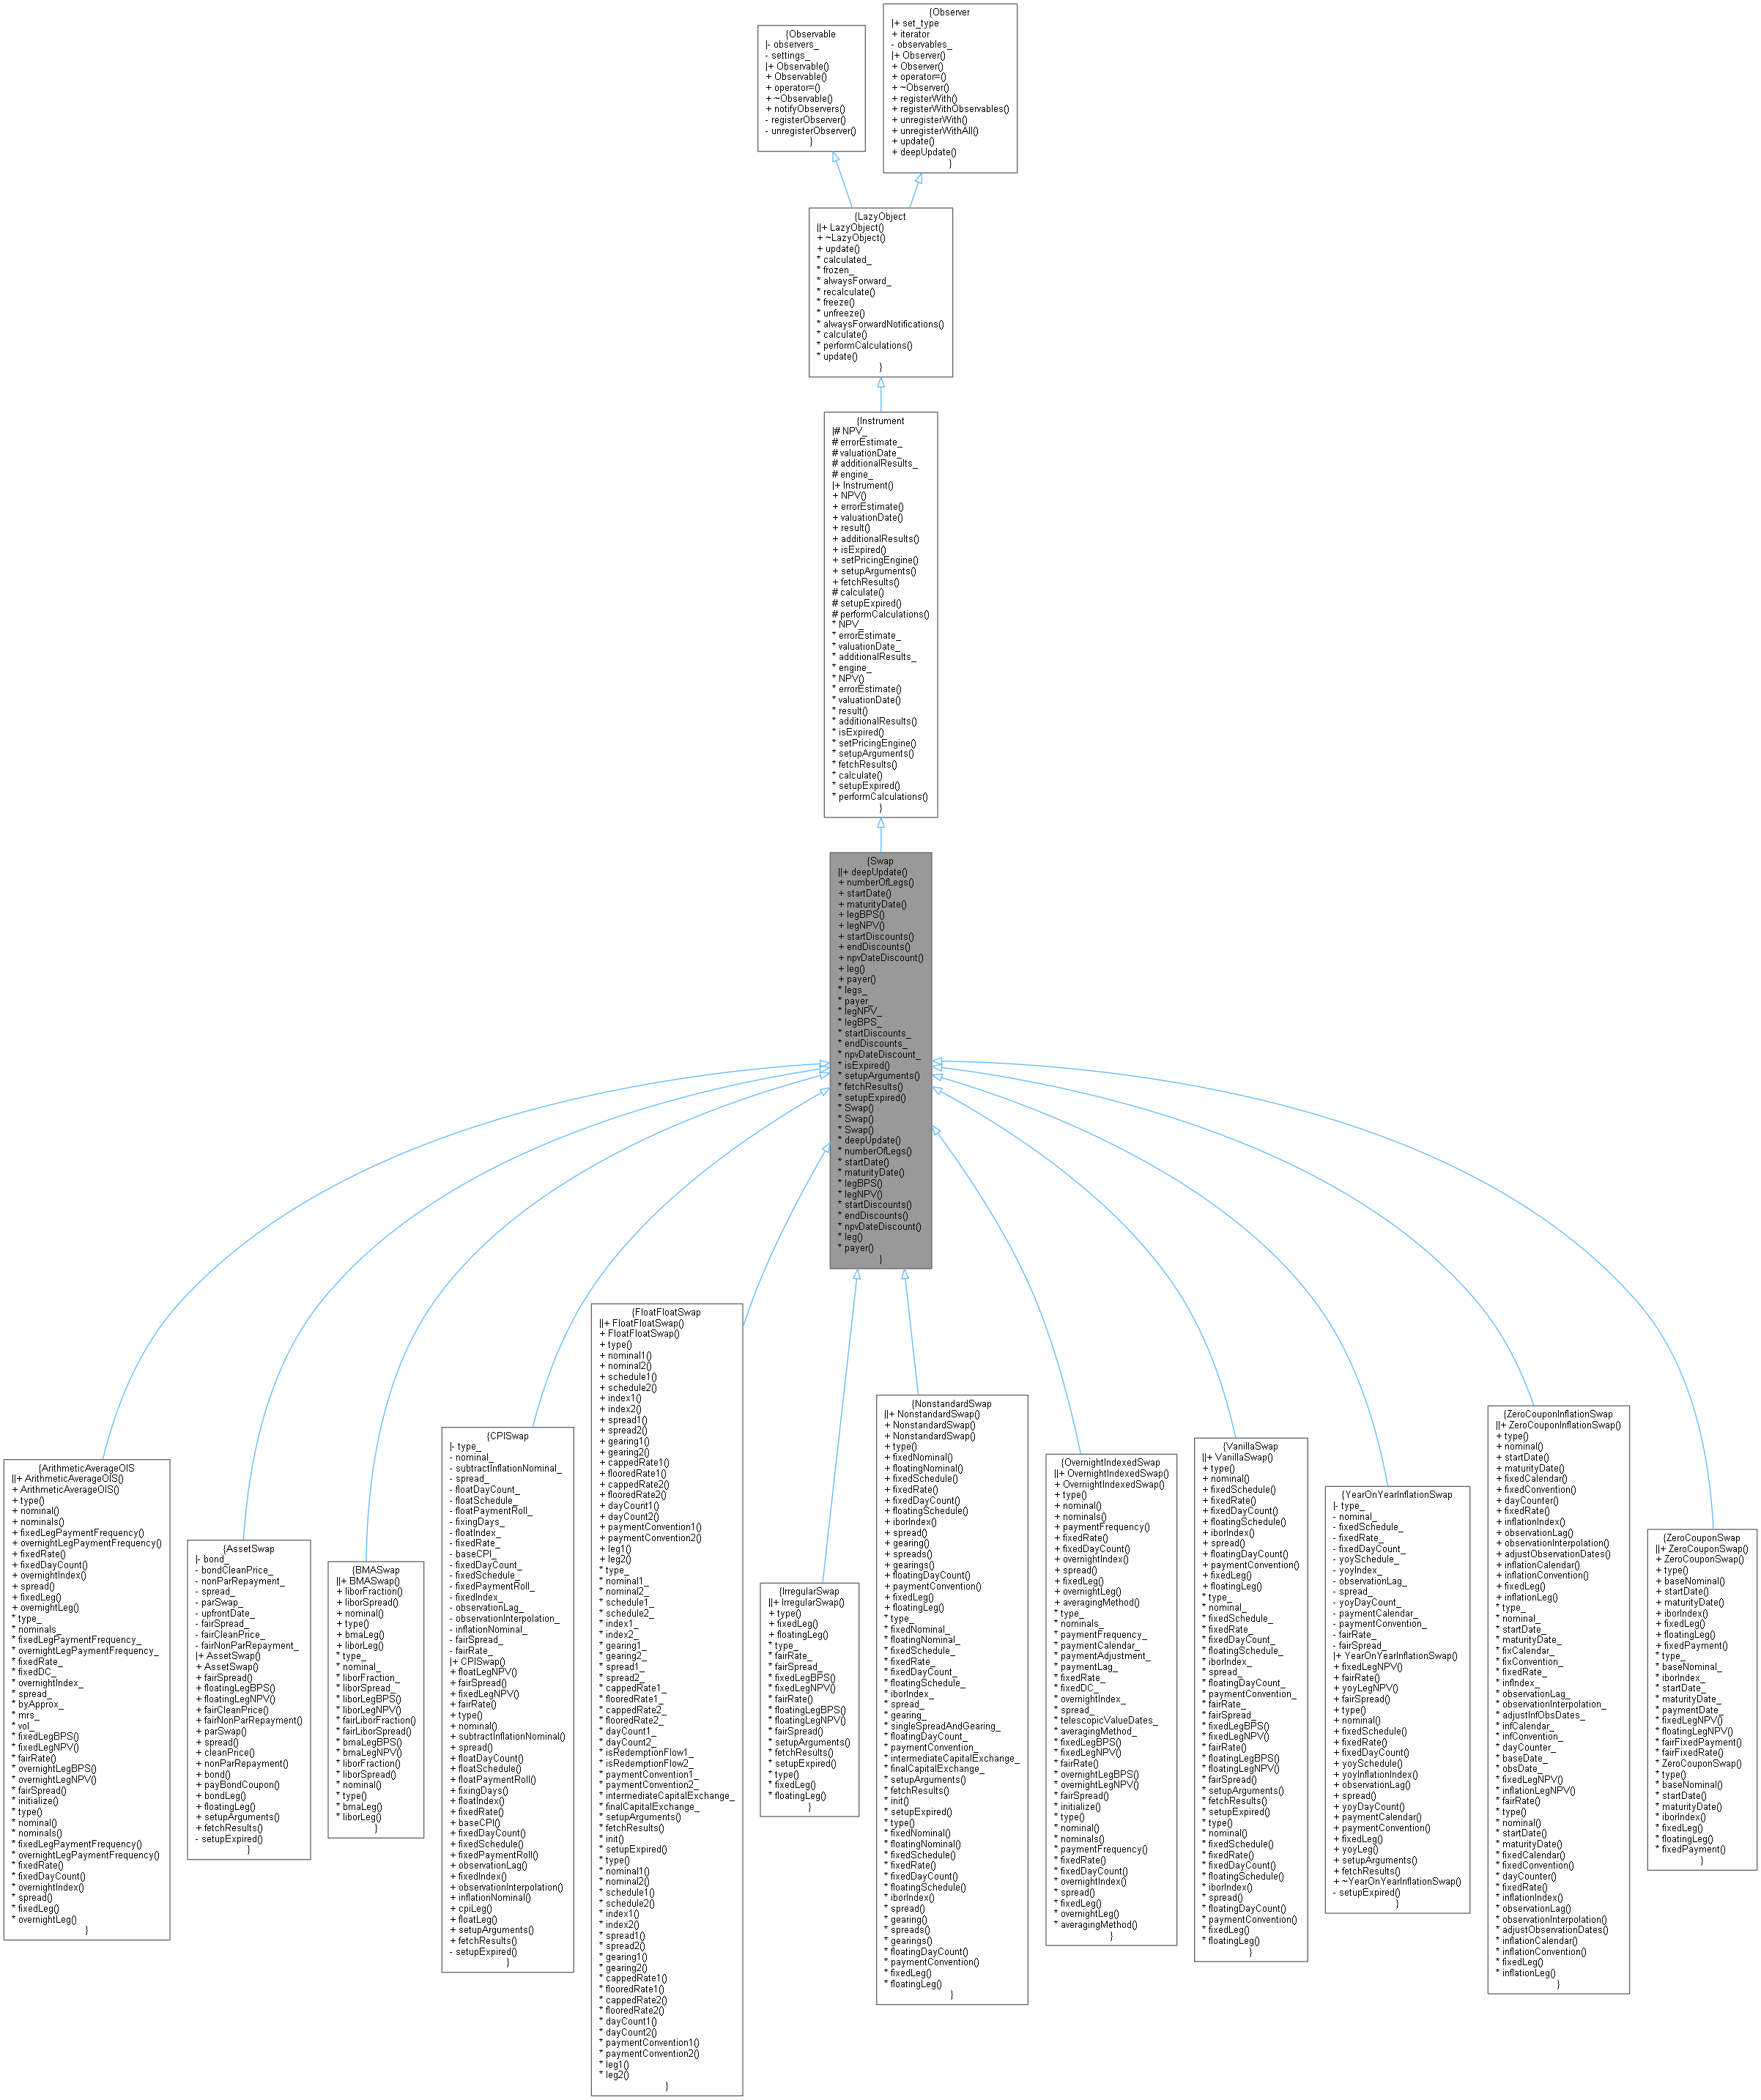 {Observable
|- observers_
- settings_
|+ Observable()
+ Observable()
+ operator=()
+ ~Observable()
+ notifyObservers()
- registerObserver()
- unregisterObserver()
}
{Observer
|+ set_type
+ iterator
- observables_
|+ Observer()
+ Observer()
+ operator=()
+ ~Observer()
+ registerWith()
+ registerWithObservables()
+ unregisterWith()
+ unregisterWithAll()
+ update()
+ deepUpdate()
}
{LazyObject
||+ LazyObject()
+ ~LazyObject()
+ update()
* calculated_
* frozen_
* alwaysForward_
* recalculate()
* freeze()
* unfreeze()
* alwaysForwardNotifications()
* calculate()
* performCalculations()
* update()
}
{Instrument
|# NPV_
# errorEstimate_
# valuationDate_
# additionalResults_
# engine_
|+ Instrument()
+ NPV()
+ errorEstimate()
+ valuationDate()
+ result()
+ additionalResults()
+ isExpired()
+ setPricingEngine()
+ setupArguments()
+ fetchResults()
# calculate()
# setupExpired()
# performCalculations()
* NPV_
* errorEstimate_
* valuationDate_
* additionalResults_
* engine_
* NPV()
* errorEstimate()
* valuationDate()
* result()
* additionalResults()
* isExpired()
* setPricingEngine()
* setupArguments()
* fetchResults()
* calculate()
* setupExpired()
* performCalculations()
}
{Swap
||+ deepUpdate()
+ numberOfLegs()
+ startDate()
+ maturityDate()
+ legBPS()
+ legNPV()
+ startDiscounts()
+ endDiscounts()
+ npvDateDiscount()
+ leg()
+ payer()
* legs_
* payer_
* legNPV_
* legBPS_
* startDiscounts_
* endDiscounts_
* npvDateDiscount_
* isExpired()
* setupArguments()
* fetchResults()
* setupExpired()
* Swap()
* Swap()
* Swap()
* deepUpdate()
* numberOfLegs()
* startDate()
* maturityDate()
* legBPS()
* legNPV()
* startDiscounts()
* endDiscounts()
* npvDateDiscount()
* leg()
* payer()
}
{ArithmeticAverageOIS
||+ ArithmeticAverageOIS()
+ ArithmeticAverageOIS()
+ type()
+ nominal()
+ nominals()
+ fixedLegPaymentFrequency()
+ overnightLegPaymentFrequency()
+ fixedRate()
+ fixedDayCount()
+ overnightIndex()
+ spread()
+ fixedLeg()
+ overnightLeg()
* type_
* nominals_
* fixedLegPaymentFrequency_
* overnightLegPaymentFrequency_
* fixedRate_
* fixedDC_
* overnightIndex_
* spread_
* byApprox_
* mrs_
* vol_
* fixedLegBPS()
* fixedLegNPV()
* fairRate()
* overnightLegBPS()
* overnightLegNPV()
* fairSpread()
* initialize()
* type()
* nominal()
* nominals()
* fixedLegPaymentFrequency()
* overnightLegPaymentFrequency()
* fixedRate()
* fixedDayCount()
* overnightIndex()
* spread()
* fixedLeg()
* overnightLeg()
}
{AssetSwap
|- bond_
- bondCleanPrice_
- nonParRepayment_
- spread_
- parSwap_
- upfrontDate_
- fairSpread_
- fairCleanPrice_
- fairNonParRepayment_
|+ AssetSwap()
+ AssetSwap()
+ fairSpread()
+ floatingLegBPS()
+ floatingLegNPV()
+ fairCleanPrice()
+ fairNonParRepayment()
+ parSwap()
+ spread()
+ cleanPrice()
+ nonParRepayment()
+ bond()
+ payBondCoupon()
+ bondLeg()
+ floatingLeg()
+ setupArguments()
+ fetchResults()
- setupExpired()
}
{BMASwap
||+ BMASwap()
+ liborFraction()
+ liborSpread()
+ nominal()
+ type()
+ bmaLeg()
+ liborLeg()
* type_
* nominal_
* liborFraction_
* liborSpread_
* liborLegBPS()
* liborLegNPV()
* fairLiborFraction()
* fairLiborSpread()
* bmaLegBPS()
* bmaLegNPV()
* liborFraction()
* liborSpread()
* nominal()
* type()
* bmaLeg()
* liborLeg()
}
{CPISwap
|- type_
- nominal_
- subtractInflationNominal_
- spread_
- floatDayCount_
- floatSchedule_
- floatPaymentRoll_
- fixingDays_
- floatIndex_
- fixedRate_
- baseCPI_
- fixedDayCount_
- fixedSchedule_
- fixedPaymentRoll_
- fixedIndex_
- observationLag_
- observationInterpolation_
- inflationNominal_
- fairSpread_
- fairRate_
|+ CPISwap()
+ floatLegNPV()
+ fairSpread()
+ fixedLegNPV()
+ fairRate()
+ type()
+ nominal()
+ subtractInflationNominal()
+ spread()
+ floatDayCount()
+ floatSchedule()
+ floatPaymentRoll()
+ fixingDays()
+ floatIndex()
+ fixedRate()
+ baseCPI()
+ fixedDayCount()
+ fixedSchedule()
+ fixedPaymentRoll()
+ observationLag()
+ fixedIndex()
+ observationInterpolation()
+ inflationNominal()
+ cpiLeg()
+ floatLeg()
+ setupArguments()
+ fetchResults()
- setupExpired()
}
{FloatFloatSwap
||+ FloatFloatSwap()
+ FloatFloatSwap()
+ type()
+ nominal1()
+ nominal2()
+ schedule1()
+ schedule2()
+ index1()
+ index2()
+ spread1()
+ spread2()
+ gearing1()
+ gearing2()
+ cappedRate1()
+ flooredRate1()
+ cappedRate2()
+ flooredRate2()
+ dayCount1()
+ dayCount2()
+ paymentConvention1()
+ paymentConvention2()
+ leg1()
+ leg2()
* type_
* nominal1_
* nominal2_
* schedule1_
* schedule2_
* index1_
* index2_
* gearing1_
* gearing2_
* spread1_
* spread2_
* cappedRate1_
* flooredRate1_
* cappedRate2_
* flooredRate2_
* dayCount1_
* dayCount2_
* isRedemptionFlow1_
* isRedemptionFlow2_
* paymentConvention1_
* paymentConvention2_
* intermediateCapitalExchange_
* finalCapitalExchange_
* setupArguments()
* fetchResults()
* init()
* setupExpired()
* type()
* nominal1()
* nominal2()
* schedule1()
* schedule2()
* index1()
* index2()
* spread1()
* spread2()
* gearing1()
* gearing2()
* cappedRate1()
* flooredRate1()
* cappedRate2()
* flooredRate2()
* dayCount1()
* dayCount2()
* paymentConvention1()
* paymentConvention2()
* leg1()
* leg2()
}
{IrregularSwap
||+ IrregularSwap()
+ type()
+ fixedLeg()
+ floatingLeg()
* type_
* fairRate_
* fairSpread_
* fixedLegBPS()
* fixedLegNPV()
* fairRate()
* floatingLegBPS()
* floatingLegNPV()
* fairSpread()
* setupArguments()
* fetchResults()
* setupExpired()
* type()
* fixedLeg()
* floatingLeg()
}
{NonstandardSwap
||+ NonstandardSwap()
+ NonstandardSwap()
+ NonstandardSwap()
+ type()
+ fixedNominal()
+ floatingNominal()
+ fixedSchedule()
+ fixedRate()
+ fixedDayCount()
+ floatingSchedule()
+ iborIndex()
+ spread()
+ gearing()
+ spreads()
+ gearings()
+ floatingDayCount()
+ paymentConvention()
+ fixedLeg()
+ floatingLeg()
* type_
* fixedNominal_
* floatingNominal_
* fixedSchedule_
* fixedRate_
* fixedDayCount_
* floatingSchedule_
* iborIndex_
* spread_
* gearing_
* singleSpreadAndGearing_
* floatingDayCount_
* paymentConvention_
* intermediateCapitalExchange_
* finalCapitalExchange_
* setupArguments()
* fetchResults()
* init()
* setupExpired()
* type()
* fixedNominal()
* floatingNominal()
* fixedSchedule()
* fixedRate()
* fixedDayCount()
* floatingSchedule()
* iborIndex()
* spread()
* gearing()
* spreads()
* gearings()
* floatingDayCount()
* paymentConvention()
* fixedLeg()
* floatingLeg()
}
{OvernightIndexedSwap
||+ OvernightIndexedSwap()
+ OvernightIndexedSwap()
+ type()
+ nominal()
+ nominals()
+ paymentFrequency()
+ fixedRate()
+ fixedDayCount()
+ overnightIndex()
+ spread()
+ fixedLeg()
+ overnightLeg()
+ averagingMethod()
* type_
* nominals_
* paymentFrequency_
* paymentCalendar_
* paymentAdjustment_
* paymentLag_
* fixedRate_
* fixedDC_
* overnightIndex_
* spread_
* telescopicValueDates_
* averagingMethod_
* fixedLegBPS()
* fixedLegNPV()
* fairRate()
* overnightLegBPS()
* overnightLegNPV()
* fairSpread()
* initialize()
* type()
* nominal()
* nominals()
* paymentFrequency()
* fixedRate()
* fixedDayCount()
* overnightIndex()
* spread()
* fixedLeg()
* overnightLeg()
* averagingMethod()
}
{VanillaSwap
||+ VanillaSwap()
+ type()
+ nominal()
+ fixedSchedule()
+ fixedRate()
+ fixedDayCount()
+ floatingSchedule()
+ iborIndex()
+ spread()
+ floatingDayCount()
+ paymentConvention()
+ fixedLeg()
+ floatingLeg()
* type_
* nominal_
* fixedSchedule_
* fixedRate_
* fixedDayCount_
* floatingSchedule_
* iborIndex_
* spread_
* floatingDayCount_
* paymentConvention_
* fairRate_
* fairSpread_
* fixedLegBPS()
* fixedLegNPV()
* fairRate()
* floatingLegBPS()
* floatingLegNPV()
* fairSpread()
* setupArguments()
* fetchResults()
* setupExpired()
* type()
* nominal()
* fixedSchedule()
* fixedRate()
* fixedDayCount()
* floatingSchedule()
* iborIndex()
* spread()
* floatingDayCount()
* paymentConvention()
* fixedLeg()
* floatingLeg()
}
{YearOnYearInflationSwap
|- type_
- nominal_
- fixedSchedule_
- fixedRate_
- fixedDayCount_
- yoySchedule_
- yoyIndex_
- observationLag_
- spread_
- yoyDayCount_
- paymentCalendar_
- paymentConvention_
- fairRate_
- fairSpread_
|+ YearOnYearInflationSwap()
+ fixedLegNPV()
+ fairRate()
+ yoyLegNPV()
+ fairSpread()
+ type()
+ nominal()
+ fixedSchedule()
+ fixedRate()
+ fixedDayCount()
+ yoySchedule()
+ yoyInflationIndex()
+ observationLag()
+ spread()
+ yoyDayCount()
+ paymentCalendar()
+ paymentConvention()
+ fixedLeg()
+ yoyLeg()
+ setupArguments()
+ fetchResults()
+ ~YearOnYearInflationSwap()
- setupExpired()
}
{ZeroCouponInflationSwap
||+ ZeroCouponInflationSwap()
+ type()
+ nominal()
+ startDate()
+ maturityDate()
+ fixedCalendar()
+ fixedConvention()
+ dayCounter()
+ fixedRate()
+ inflationIndex()
+ observationLag()
+ observationInterpolation()
+ adjustObservationDates()
+ inflationCalendar()
+ inflationConvention()
+ fixedLeg()
+ inflationLeg()
* type_
* nominal_
* startDate_
* maturityDate_
* fixCalendar_
* fixConvention_
* fixedRate_
* infIndex_
* observationLag_
* observationInterpolation_
* adjustInfObsDates_
* infCalendar_
* infConvention_
* dayCounter_
* baseDate_
* obsDate_
* fixedLegNPV()
* inflationLegNPV()
* fairRate()
* type()
* nominal()
* startDate()
* maturityDate()
* fixedCalendar()
* fixedConvention()
* dayCounter()
* fixedRate()
* inflationIndex()
* observationLag()
* observationInterpolation()
* adjustObservationDates()
* inflationCalendar()
* inflationConvention()
* fixedLeg()
* inflationLeg()
}
{ZeroCouponSwap
||+ ZeroCouponSwap()
+ ZeroCouponSwap()
+ type()
+ baseNominal()
+ startDate()
+ maturityDate()
+ iborIndex()
+ fixedLeg()
+ floatingLeg()
+ fixedPayment()
* type_
* baseNominal_
* iborIndex_
* startDate_
* maturityDate_
* paymentDate_
* fixedLegNPV()
* floatingLegNPV()
* fairFixedPayment()
* fairFixedRate()
* ZeroCouponSwap()
* type()
* baseNominal()
* startDate()
* maturityDate()
* iborIndex()
* fixedLeg()
* floatingLeg()
* fixedPayment()
}